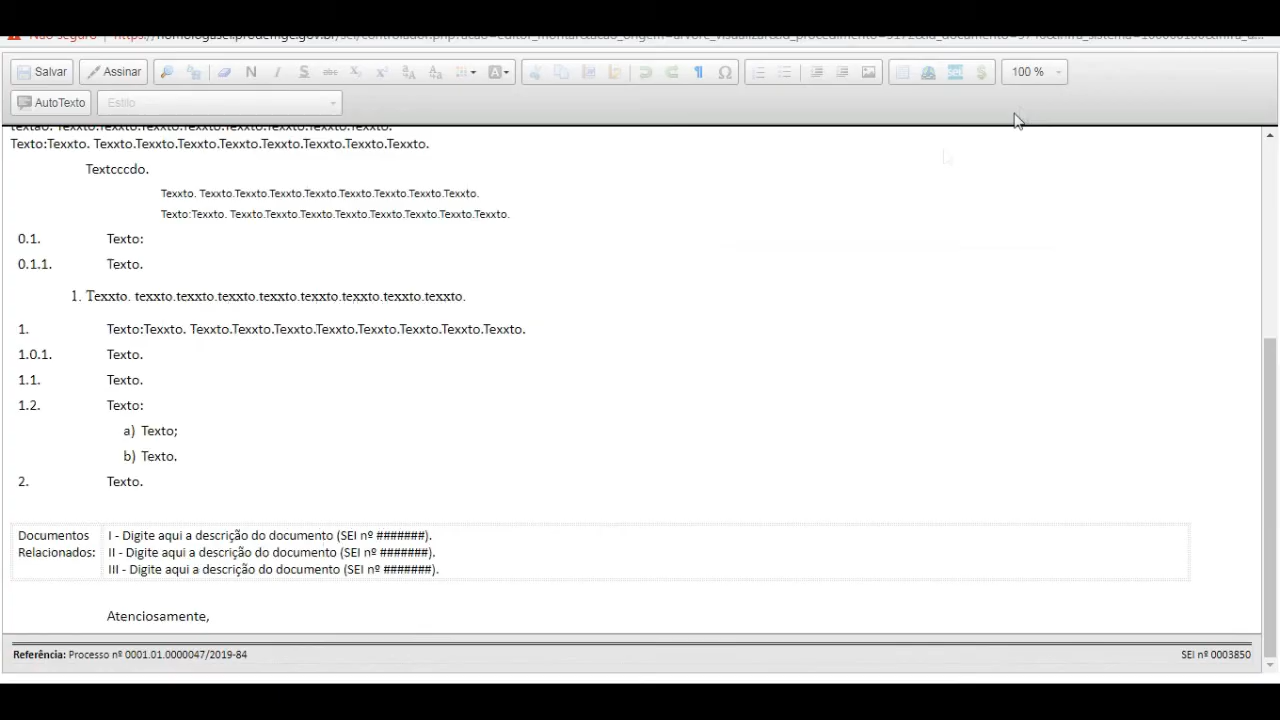 Não seguro
Salvar Assinar N I S abc 100 %
AutoTexto Estilo
Texto:Texxto. Texxto.Texxto.Texxto.Texxto.Texxto.Texxto.Texxto.Texxto.
Textcccdo.
Texxto. Texxto.Texxto.Texxto.Texxto.Texxto.Texxto.Texxto.Texxto.
Texto:Texxto. Texxto.Texxto.Texxto.Texxto.Texxto.Texxto.Texxto.Texxto.
0.1. Texto:
0.1.1. Texto.
1. Texxto. texxto.texxto.texxto.texxto.texxto.texxto.texxto.texxto.
1. Texto:Texxto. Texxto.Texxto.Texxto.Texxto.Texxto.Texxto.Texxto.Texxto.
1.0.1. Texto.
1.1. Texto.
1.2. Texto:
a) Texto;
b) Texto.
2. Texto.
Documentos I - Digite aqui a descrição do documento (SEI nº #######).
Relacionados: II - Digite aqui a descrição do documento (SEI nº #######).
III - Digite aqui a descrição do documento (SEI nº #######).
Atenciosamente,
Referência: Processo nº 0001.01.0000047/2019-84 SEI nº 0003850